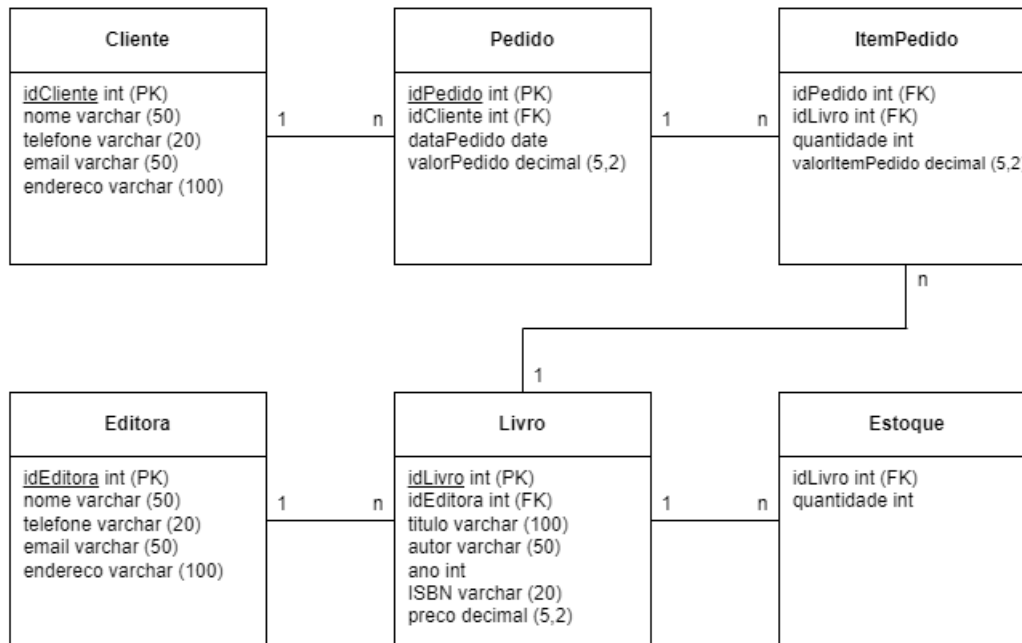 Cliente
idCliente int (PK)
nome varchar (50)
telefone varchar (20)
email varchar (50)
endereco varchar (100)
1
n
Pedido
idPedido int (PK)
idCliente int (FK)
dataPedido date
valorPedido decimal (5,2)
1
n
ItemPedido
idPedido int (FK)
idLivro int (FK)
quantidade int
valorItemPedido decimal (5,2
n
1
Editora
idEditora int (PK)
nome varchar (50)
telefone varchar (20)
email varchar (50)
endereco varchar (100)
1
n
Livro
idLivro int (PK)
idEditora int (FK)
titulo varchar (100)
autor varchar (50)
ano int
ISBN varchar (20)
preco decimal (5,2)
1
n
Estoque
idLivro int (FK)
quantidade int